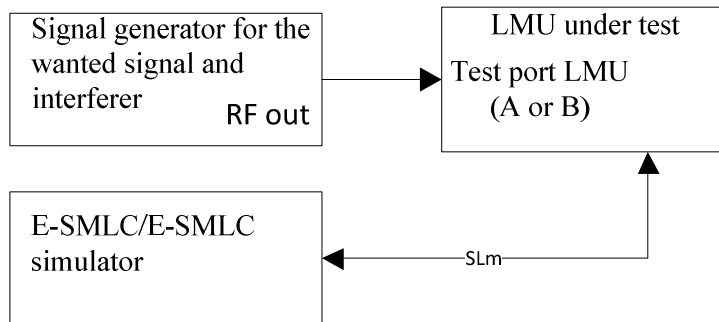 Signal generator for the
wanted signal and
interferer
RF out
LMU under test
Test port LMU
(A or B)
E-SMLC/E-SMLC
simulator
SLm